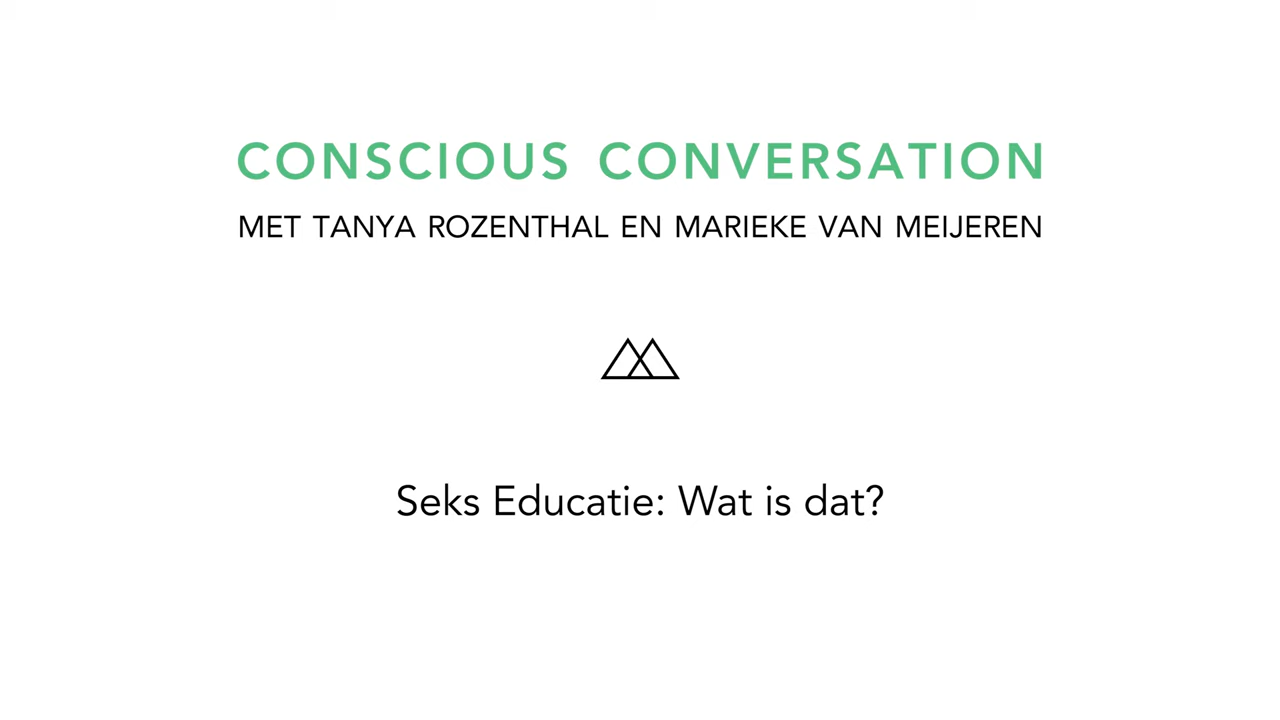 CONSCIOUS CONVERSATION
MET TANYA ROZENTHAL EN MARIEKE VAN MEIJEREN
Seks Educatie: Wat is dat?